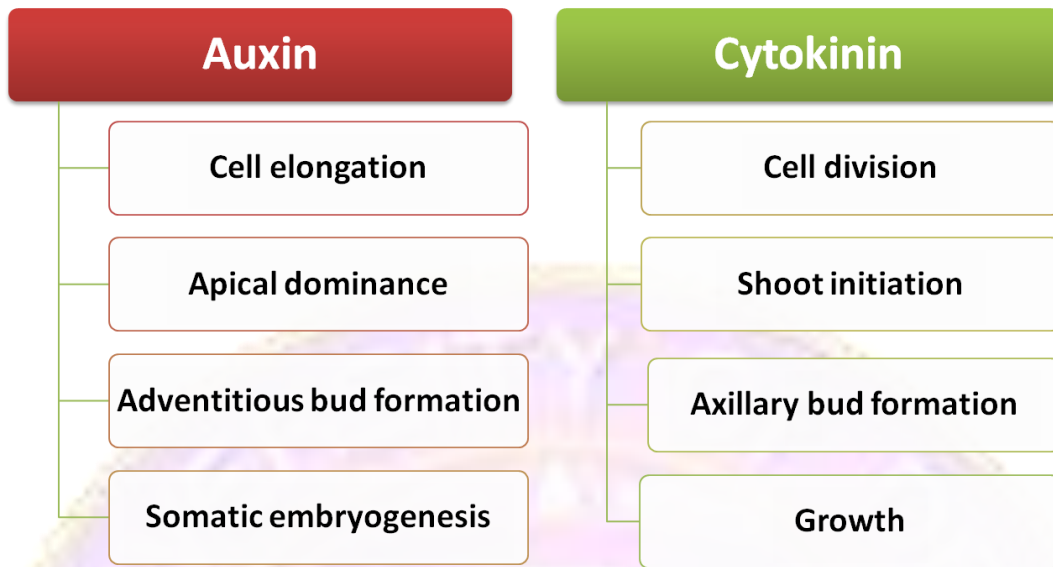 Auxin
Cell elongation
Apical dominance
Adventitious bud formation
Somatic embryogenesis
Cytokinin
Cell division
Shoot initiation
Axillary bud formation
Growth